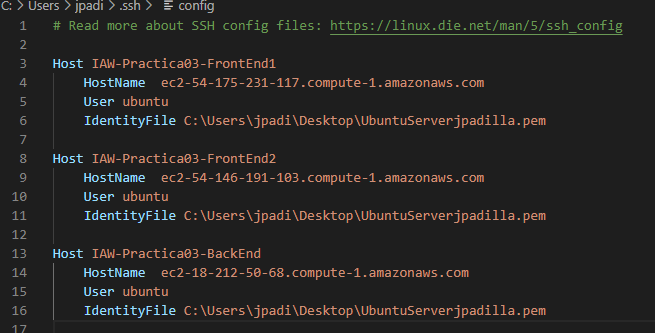 C: > Users > jpadi > .ssh > config
1 # Read more about SSH config files: https://linux.die.net/man/5/ssh_config
2
3 Host IAW-Practica03-FrontEnd1
4 HostName ec2-54-175-231-117.compute-1.amazonaws.com
5 User ubuntu
6 IdentityFile C:\Users\jpadi\Desktop\UbuntuServerjpadilla.pem
7
8 Host IAW-Practica03-FrontEnd2
9 HostName ec2-54-146-191-103.compute-1.amazonaws.com
10 User ubuntu
11 IdentityFile C:\Users\jpadi\Desktop\UbuntuServerjpadilla.pem
12
13 Host IAW-Practica03-BackEnd
14 HostName ec2-18-212-50-68.compute-1.amazonaws.com
15 User ubuntu
16 IdentityFile C:\Users\jpadi\Desktop\UbuntuServerjpadilla.pem
17